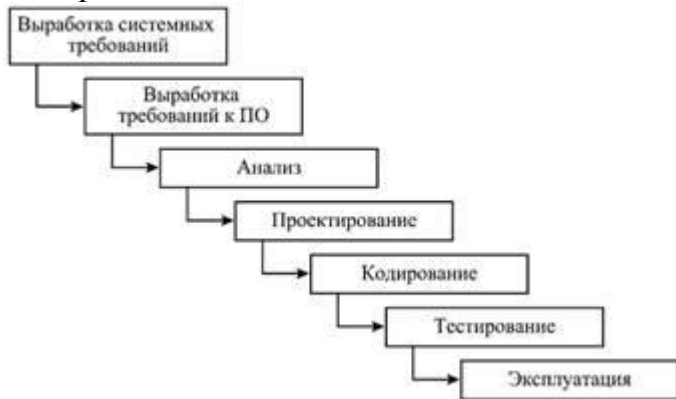 Выработка системных
требований
Выработка
требований к ПО
Анализ
Проектирование
Кодирование
Тестирование
Эксплуатация